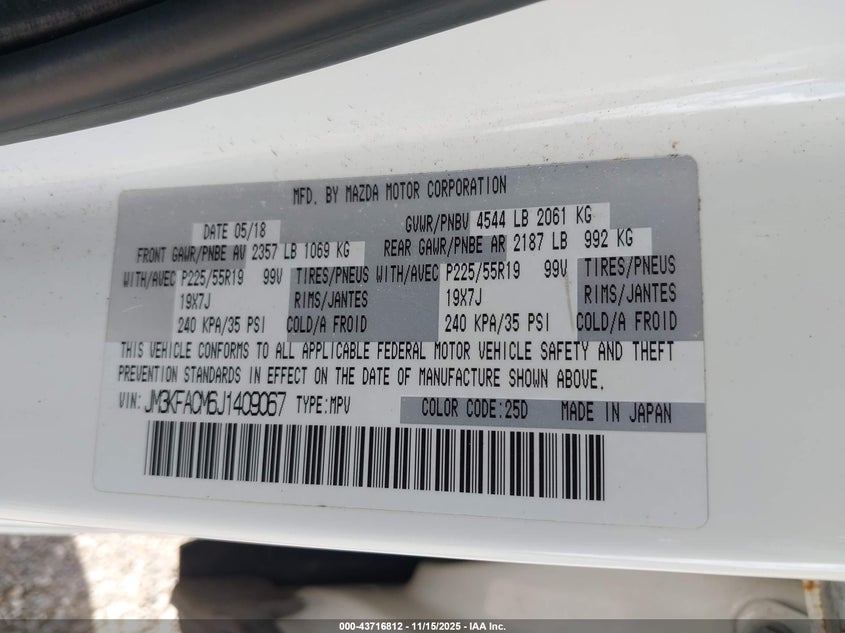 MFD. BY MAZDA MOTOR CORPORATION
DATE 05/18 GVWR/PNBV 4544 LB 2061 KG
FRONT GAWR/PNBE AV 2357 LB 1069 KG REAR GAWR/PNBE AR 2187 LB 992 KG
WITH/AVEC P225/55R19 99V TIRES/PNEUS WITH/AVEC P225/55R19 99V TIRES/PNEUS
19X7J RIMS/JANTES 19X7J RIMS/JANTES
240 KPA/35 PSI COLD/A FROID 240 KPA/35 PSI COLD/A FROID
THIS VEHICLE CONFORMS TO ALL APPLICABLE FEDERAL MOTOR VEHICLE SAFETY AND THEFT
PREVENTION STANDARDS IN EFFECT ON THE DATE OF MANUFACTURE SHOWN ABOVE.
VIN: JM3KFACM6J1409067 TYPE:MPV COLOR CODE:25D MADE IN JAPAN
000-43716812 - 11/15/2025 - IAA Inc.